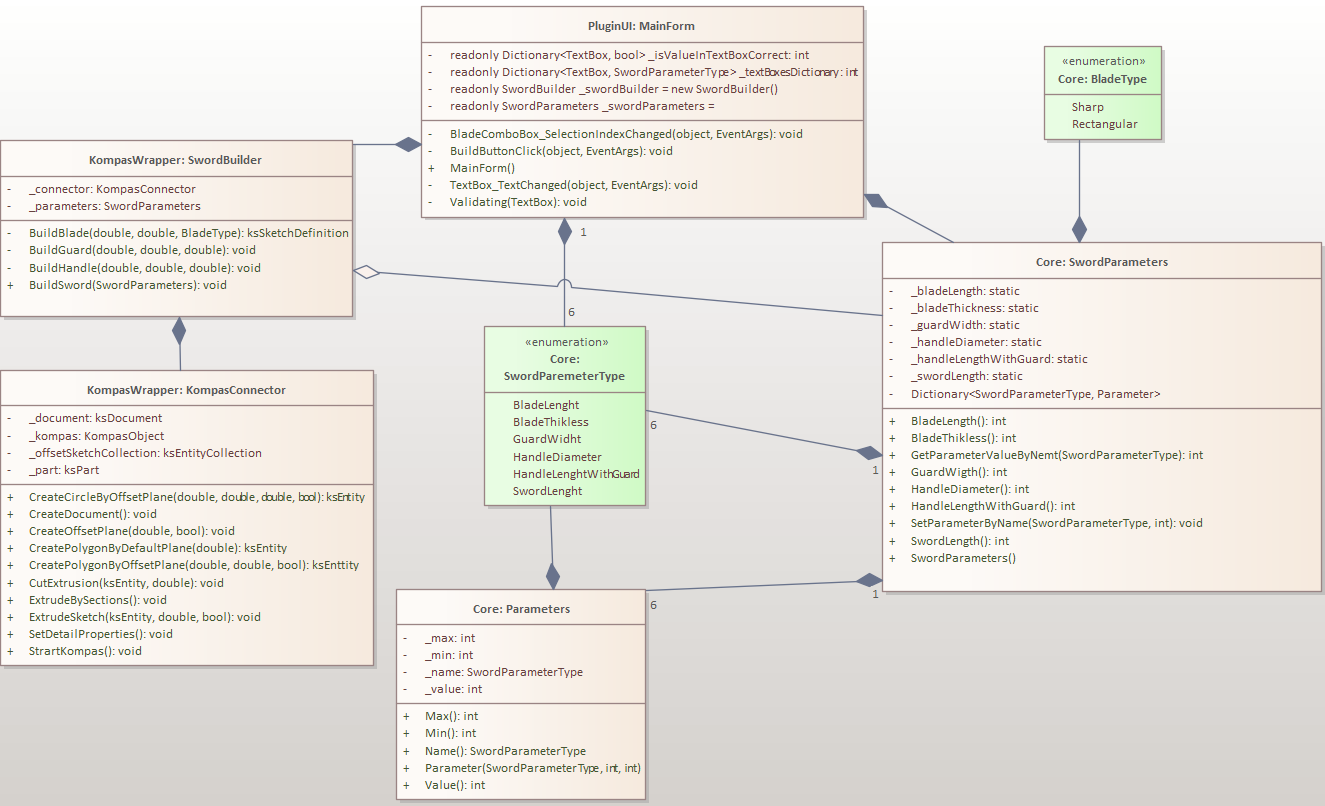 PluginUI: MainForm
- readonly Dictionary<TextBox, bool> _isValueInTextBoxCorrect: int
- readonly Dictionary<TextBox, SwordParameterType> _textBoxesDictionary: int
- readonly SwordBuilder _swordBuilder = new SwordBuilder()
- readonly SwordParameters _swordParameters =
- BladeComboBox_SelectionIndexChanged(object, EventArgs): void
- BuildButtonClick(object, EventArgs): void
+ MainForm()
- TextBox_TextChanged(object, EventArgs): void
- Validating(TextBox): void
«enumeration»
Core: BladeType
Sharp
Rectangular
KompasWrapper: SwordBuilder
- _connector: KompasConnector
- _parameters: SwordParameters
- BuildBlade(double, double, BladeType): ksSketchDefinition
- BuildGuard(double, double, double): void
- BuildHandle(double, double, double): void
+ BuildSword(SwordParameters): void
1
6
Core: SwordParameters
- _bladeLength: static
- _bladeThickness: static
- _guardWidth: static
- _handleDiameter: static
- _handleLengthWithGuard: static
- _swordLength: static
- Dictionary<SwordParameterType, Parameter>
+ BladeLength(): int
+ BladeThikless(): int
+ GetParameterValueByNemt(SwordParameterType): int
+ GuardWigth(): int
+ HandleDiameter(): int
+ HandleLengthWithGuard(): int
+ SetParameterByName(SwordParameterType, int): void
+ SwordLength(): int
+ SwordParameters()
«enumeration»
Core:
SwordParemeterType
BladeLenght
BladeThikless
GuardWidht
HandleDiameter
HandleLenghtWithGuard
SwordLenght
6
1
KompasWrapper: KompasConnector
- _document: ksDocument
- _kompas: KompasObject
- _offsetSketchCollection: ksEntityCollection
- _part: ksPart
+ CreateCircleByOffsetPlane(double, double, double, bool): ksEntity
+ CreateDocument(): void
+ CreateOffsetPlane(double, bool): void
+ CreatePolygonByDefaultPlane(double): ksEntity
+ CreatePolygonByOffsetPlane(double, double, bool): ksEnttity
+ CutExtrusion(ksEntity, double): void
+ ExtrudeBySections(): void
+ ExtrudeSketch(ksEntity, double, bool): void
+ SetDetailProperties(): void
+ StrartKompas(): void
6
1
Core: Parameters
- _max: int
- _min: int
- _name: SwordParameterType
- _value: int
+ Max(): int
+ Min(): int
+ Name(): SwordParameterType
+ Parameter(SwordParameterType, int, int)
+ Value(): int